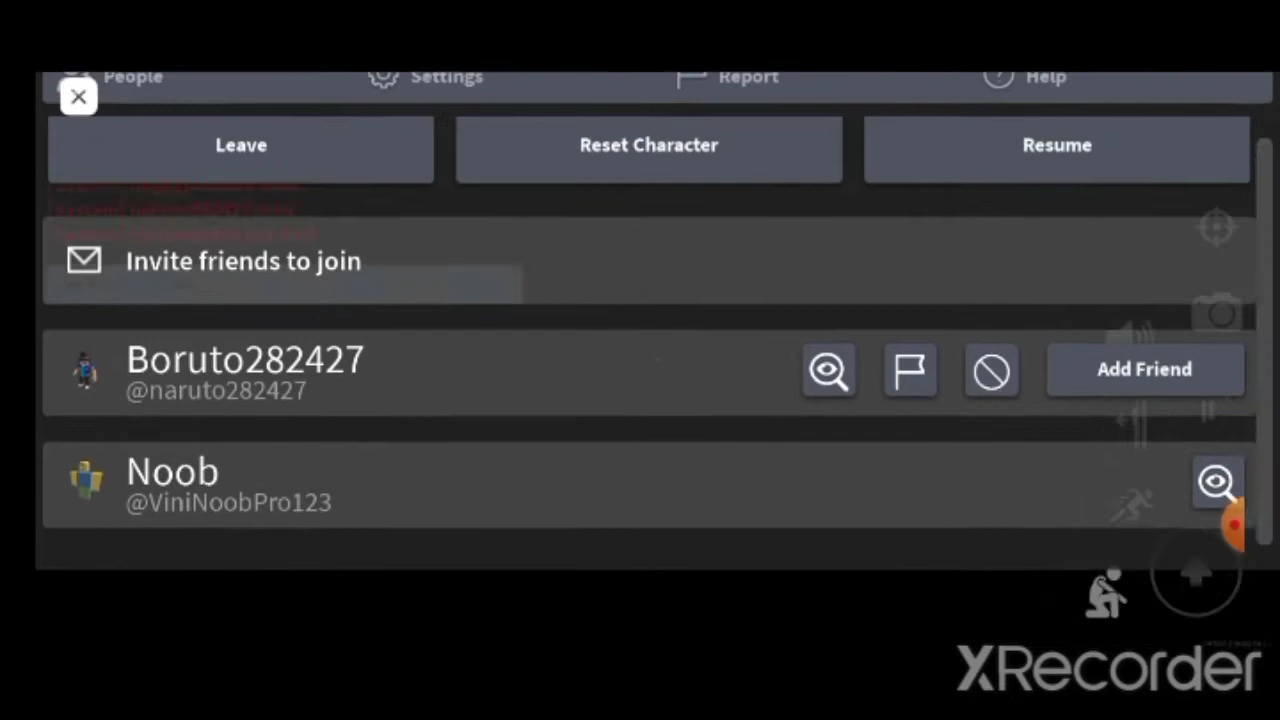 People
Settings
Report
Help
Leave
Reset Character
Resume
Invite friends to join
Boruto282427
@naruto282427
Add Friend
Noob
@ViniNoobPro123
XRecorder